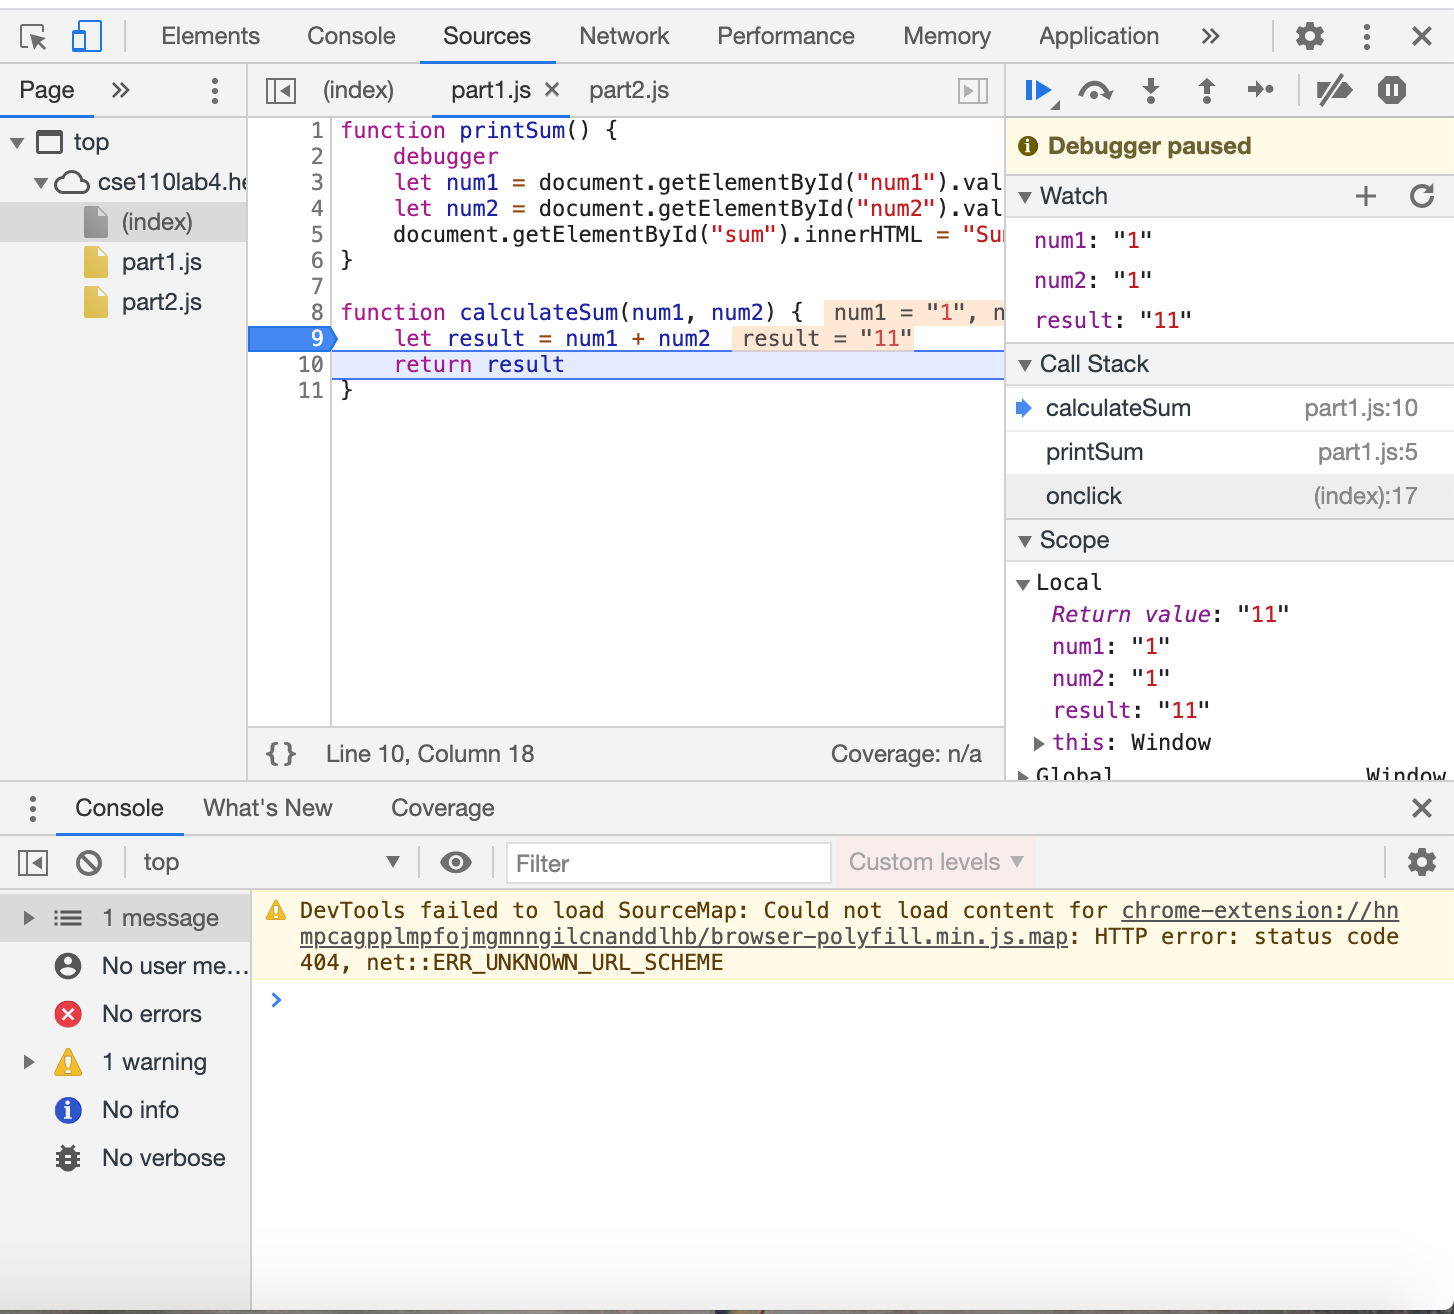 Elements Console Sources Network Performance Memory Application »
Page »
(index) part1.js × part2.js
top
cse110lab4.he
(index)
part1.js
part2.js
1 function printSum() {
2 debugger
3 let num1 = document.getElementById("num1").val
4 let num2 = document.getElementById("num2").val
5 document.getElementById("sum").innerHTML = "Su
6 }
7
8 function calculateSum(num1, num2) { num1 = "1", n
9 let result = num1 + num2 result = "11"
10 return result
11 }
{} Line 10, Column 18 Coverage: n/a
Debugger paused
Watch
num1: "1"
num2: "1"
result: "11"
Call Stack
calculateSum part1.js:10
printSum part1.js:5
onclick (index):17
Scope
Local
Return value: "11"
num1: "1"
num2: "1"
result: "11"
this: Window
Global Window
Console What's New Coverage
top Filter Custom levels
1 message
No user me…
No errors
1 warning
No info
No verbose
DevTools failed to load SourceMap: Could not load content for chrome-extension://hn
mpcagpplmpfojmgmnngilcnanddlhb/browser-polyfill.min.js.map: HTTP error: status code
404, net::ERR_UNKNOWN_URL_SCHEME